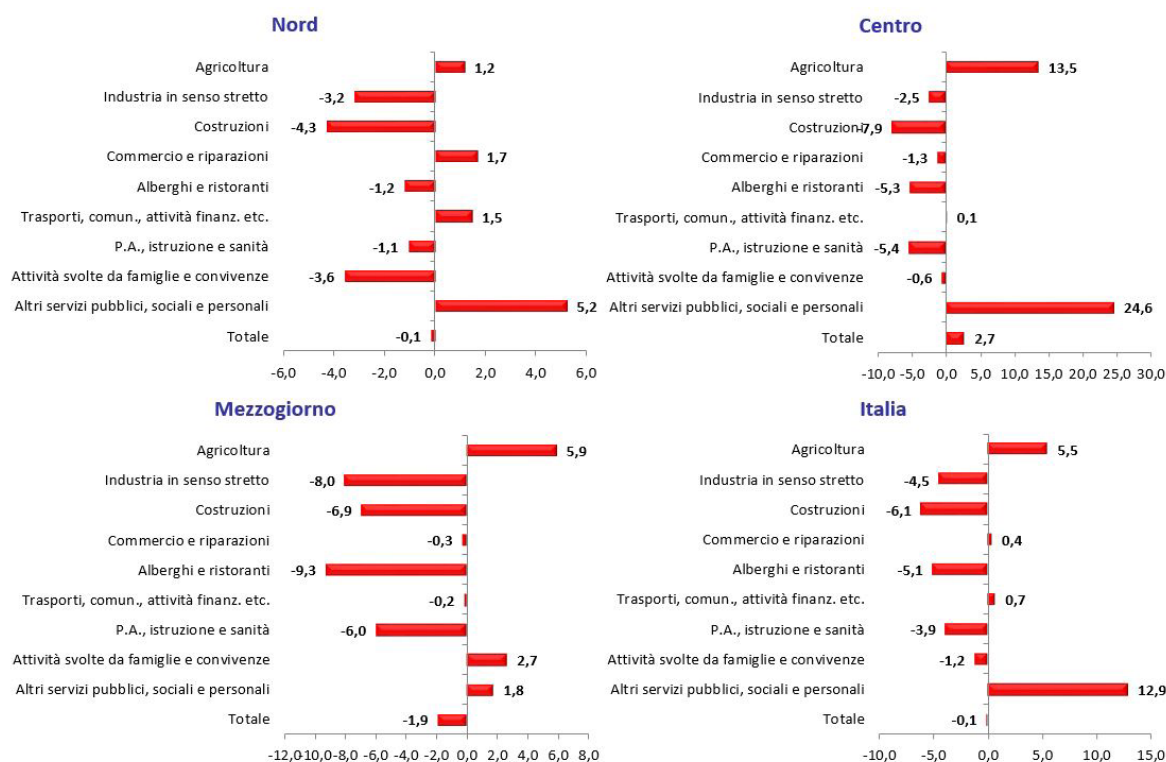 Nord
Agricoltura 1,2
Industria in senso stretto -3,2
Costruzioni -4,3
Commercio e riparazioni 1,7
Alberghi e ristoranti -1,2
Trasporti, comun., attività finanz. etc. 1,5
P.A., istruzione e sanità -1,1
Attività svolte da famiglie e convivenze -3,6
Altri servizi pubblici, sociali e personali 5,2
Totale -0,1
-6,0 -4,0 -2,0 0,0 2,0 4,0 6,0
Centro
Agricoltura 13,5
Industria in senso stretto -2,5
Costruzioni -7,9
Commercio e riparazioni -1,3
Alberghi e ristoranti -5,3
Trasporti, comun., attività finanz. etc. 0,1
P.A., istruzione e sanità -5,4
Attività svolte da famiglie e convivenze -0,6
Altri servizi pubblici, sociali e personali 24,6
Totale 2,7
-10,0 -5,0 0,0 5,0 10,0 15,0 20,0 25,0 30,0
Mezzogiorno
Agricoltura 5,9
Industria in senso stretto -8,0
Costruzioni -6,9
Commercio e riparazioni -0,3
Alberghi e ristoranti -9,3
Trasporti, comun., attività finanz. etc. -0,2
P.A., istruzione e sanità -6,0
Attività svolte da famiglie e convivenze 2,7
Altri servizi pubblici, sociali e personali 1,8
Totale -1,9
-12,0 -10,0 -8,0 -6,0 -4,0 -2,0 0,0 2,0 4,0 6,0 8,0
Italia
Agricoltura 5,5
Industria in senso stretto -4,5
Costruzioni -6,1
Commercio e riparazioni 0,4
Alberghi e ristoranti -5,1
Trasporti, comun., attività finanz. etc. 0,7
P.A., istruzione e sanità -3,9
Attività svolte da famiglie e convivenze -1,2
Altri servizi pubblici, sociali e personali 12,9
Totale -0,1
-10,0 -5,0 0,0 5,0 10,0 15,0